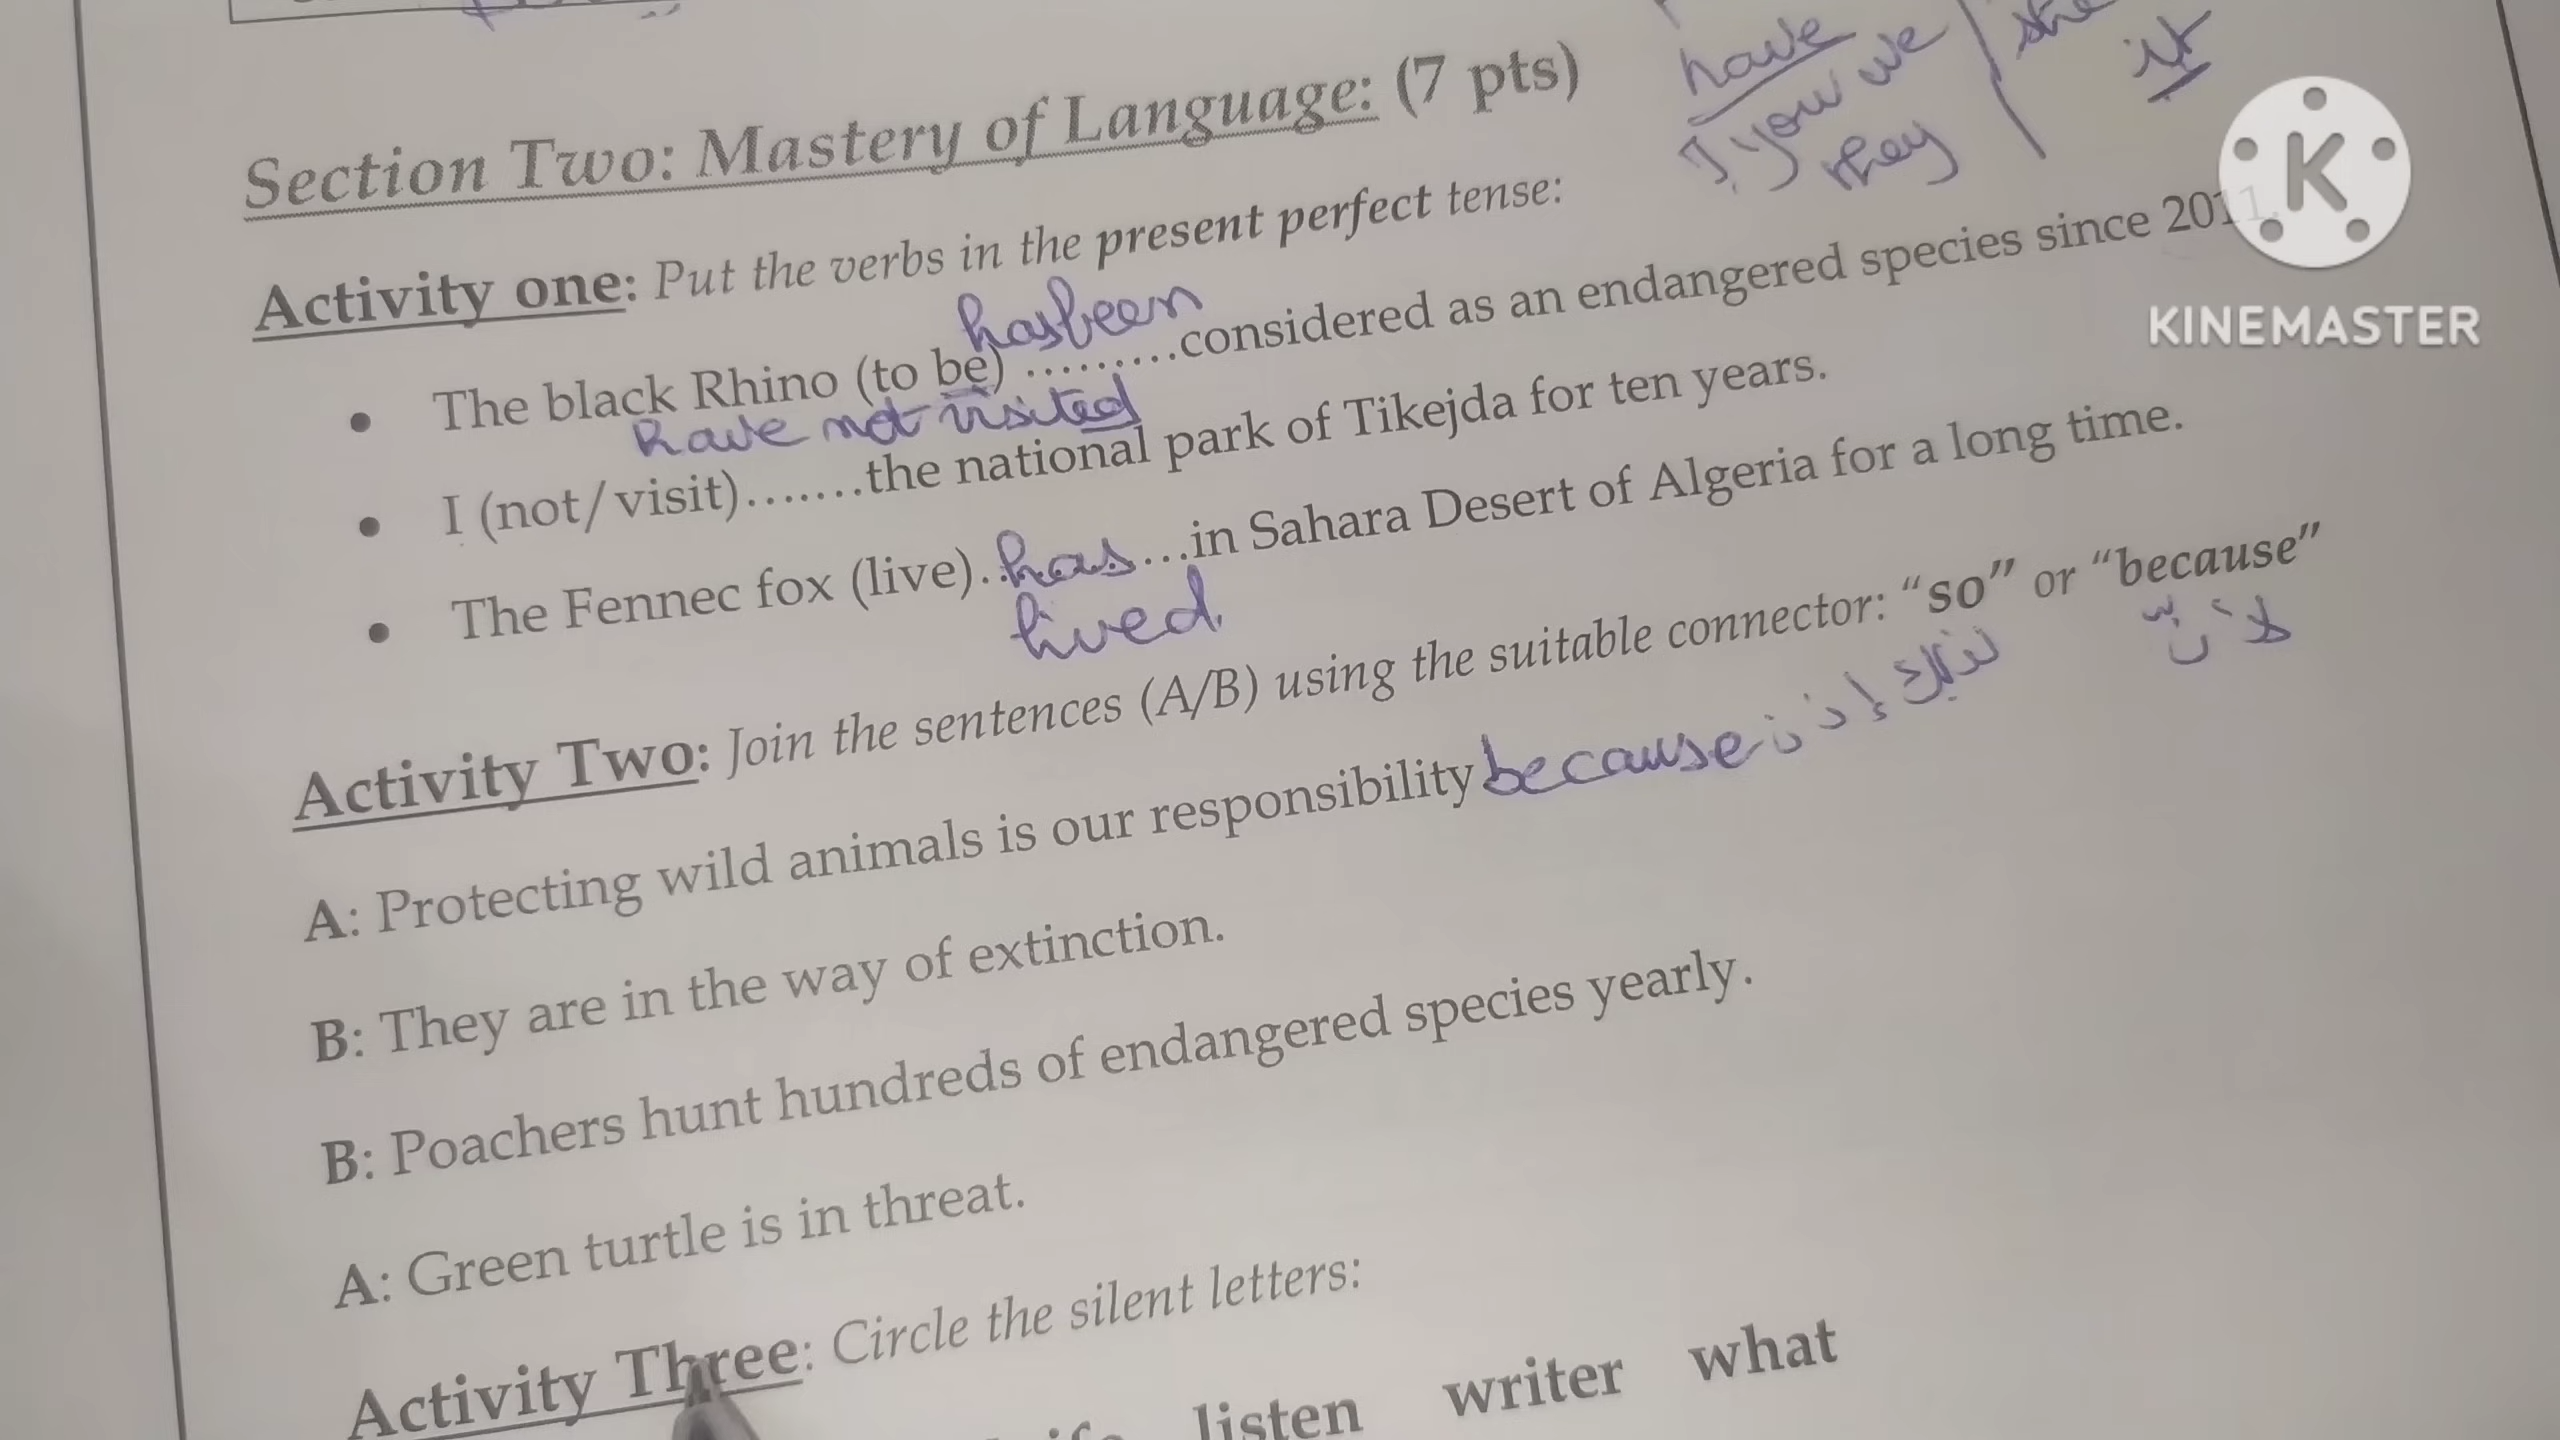 have
she
I you we
it
they
Section Two: Mastery of Language: (7 pts)
KINEMASTER
Activity one: Put the verbs in the present perfect tense:
has been
The black Rhino (to be) .........considered as an endangered species since 2011.
have not visited
I (not/visit).......the national park of Tikejda for ten years.
The Fennec fox (live)..has...in Sahara Desert of Algeria for a long time.
lived
Activity Two: Join the sentences (A/B) using the suitable connector: "so" or "because"
لذلك إذن
لأنّ
A: Protecting wild animals is our responsibility because
B: They are in the way of extinction.
B: Poachers hunt hundreds of endangered species yearly.
A: Green turtle is in threat.
Activity Three: Circle the silent letters:
listen writer what